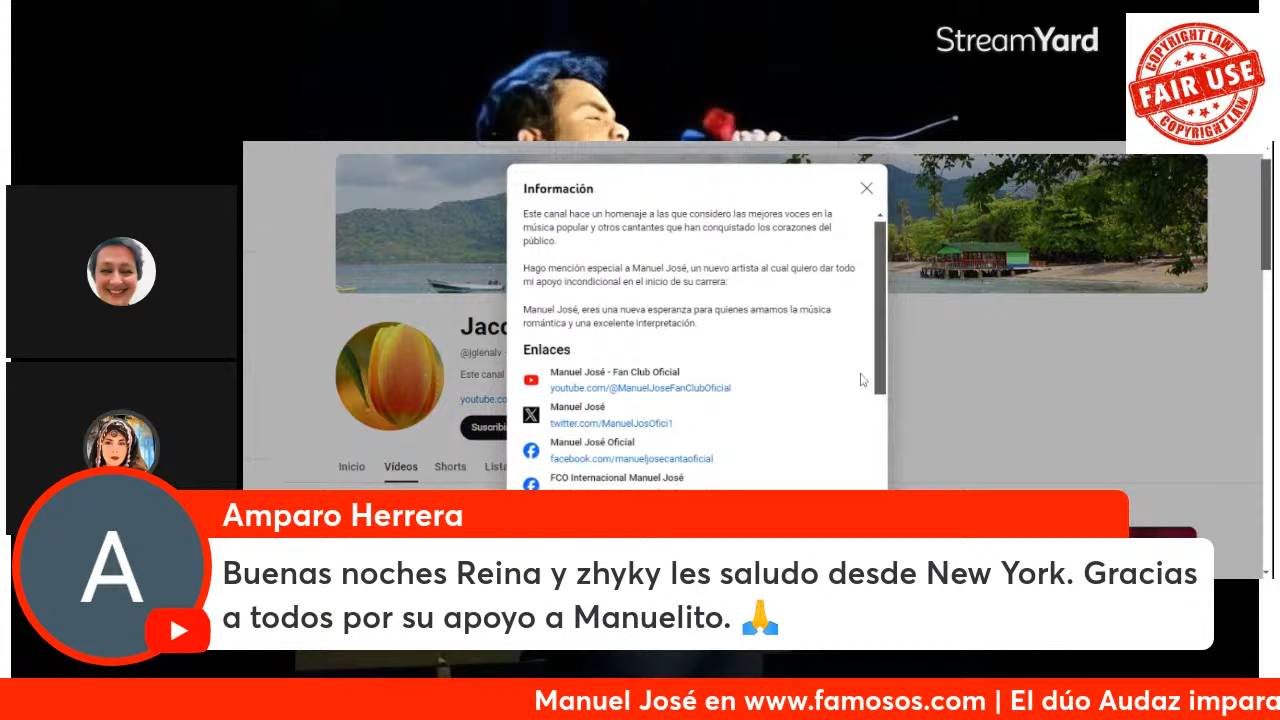 StreamYard
COPYRIGHT LAW
FAIR USE
COPYRIGHT LAW
Información
Este canal hace un homenaje a las que considero las mejores voces en la
música popular y otros cantantes que han conquistado los corazones del
público.
Hago mención especial a Manuel José, un nuevo artista al cual quiero dar todo
mi apoyo incondicional en el inicio de su carrera:
Manuel José, eres una nueva esperanza para quienes amamos la música
romántica y una excelente interpretación.
Enlaces
Manuel José - Fan Club Oficial
youtube.com/@ManuelJoseFanClubOficial
Manuel José
twitter.com/ManuelJosOfici1
Manuel José Oficial
facebook.com/manueljosecantaoficial
FCO Internacional Manuel José
Jacq
@jglenalv
Este canal
youtube.co
Suscribi
Inicio Vídeos Shorts Lista
A
Amparo Herrera
Buenas noches Reina y zhyky les saludo desde New York. Gracias
a todos por su apoyo a Manuelito. 🙏
Manuel José en www.famosos.com | El dúo Audaz impara